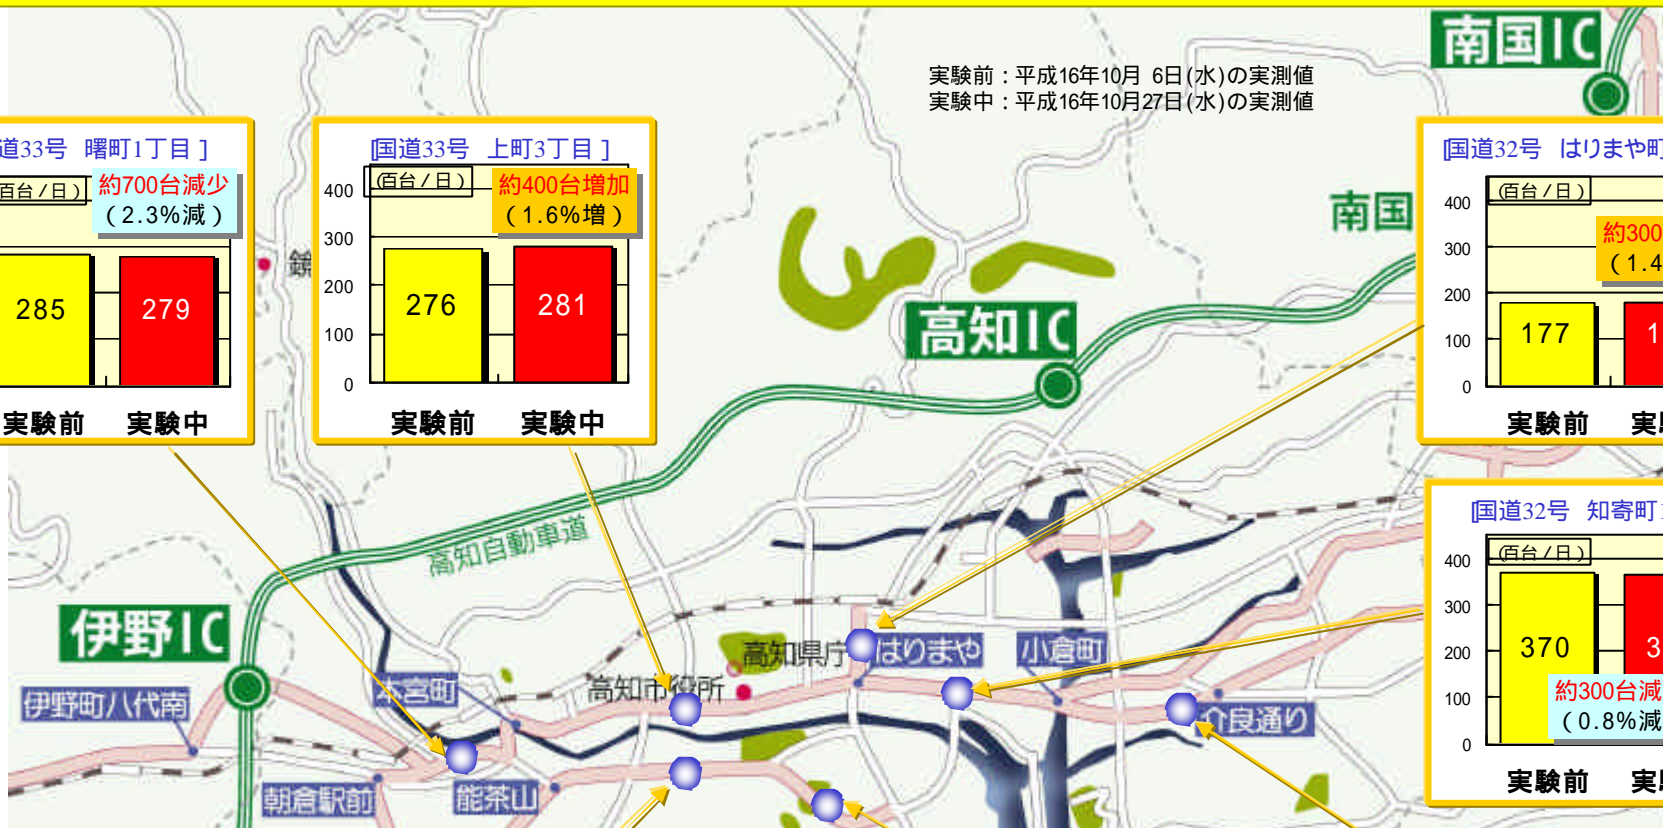 南国IC
実験前：平成16年10月 6日(水)の実測値
実験中：平成16年10月27日(水)の実測値
道33号 曙町1丁目 ]
百台 / 日)
約700台減少
（2.3%減）
285
279
実験前
実験中
[国道33号 上町3丁目 ]
(百台 / 日)
約400台増加
（1.6%増）
400
300
200
100
0
276
281
実験前
実験中
[国道32号 はりまや町
(百台 / 日)
約300
（1.4
400
300
200
100
0
177
1
実験前
実
南国
鏡
高知IC
高知自動車道
[国道32号 知寄町1
(百台 / 日)
400
300
200
100
0
370
3
約300台減
（0.8%減
実験前
実
伊野IC
高知県庁
はりまや
小倉町
高知市役所
本宮町
伊野町八代南
介良通り
朝倉駅前
能茶山